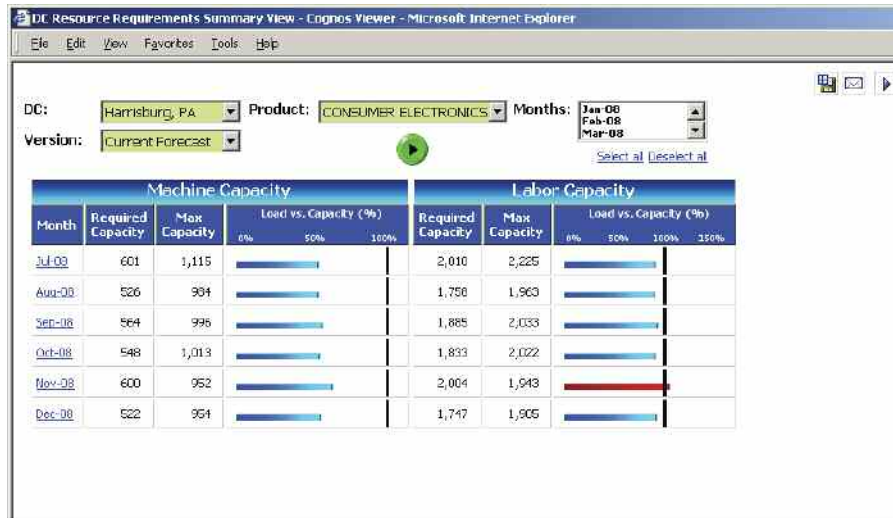 DC Resource Requirements Summary View - Cognos Viewer - Microsoft Internet Explorer
File Edit View Favorites Tools Help
DC: Harrisburg, PA Product: CONSUMER ELECTRONICS Months: Jan-08
Feb-08
Mar-08
Version: Current Forecast
Select all Deselect all
Machine Capacity Labor Capacity
Month Required Capacity Max Capacity Load vs. Capacity (%) Required Capacity Max Capacity Load vs. Capacity (%)
0% 50% 100% 0% 50% 100% 150%
Jul-08 601 1,115 2,010 2,225
Aug-08 526 984 1,758 1,963
Sep-08 564 996 1,885 2,033
Oct-08 548 1,013 1,833 2,022
Nov-08 600 952 2,004 1,943
Dec-08 522 954 1,747 1,905